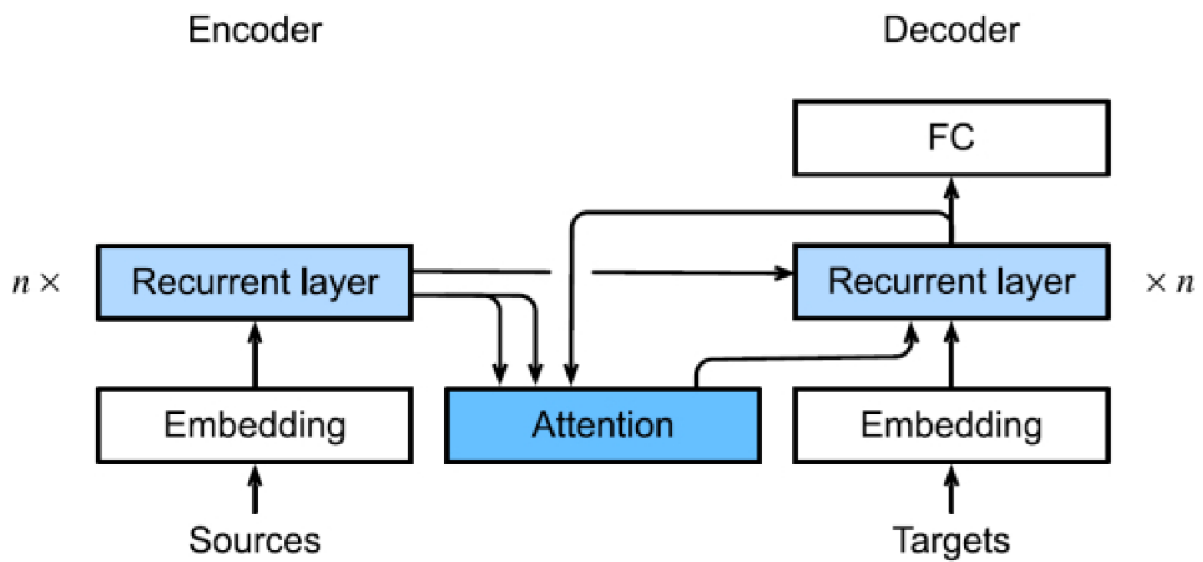 Encoder
Decoder
FC
n ×
Recurrent layer
Recurrent layer
× n
Embedding
Attention
Embedding
Sources
Targets